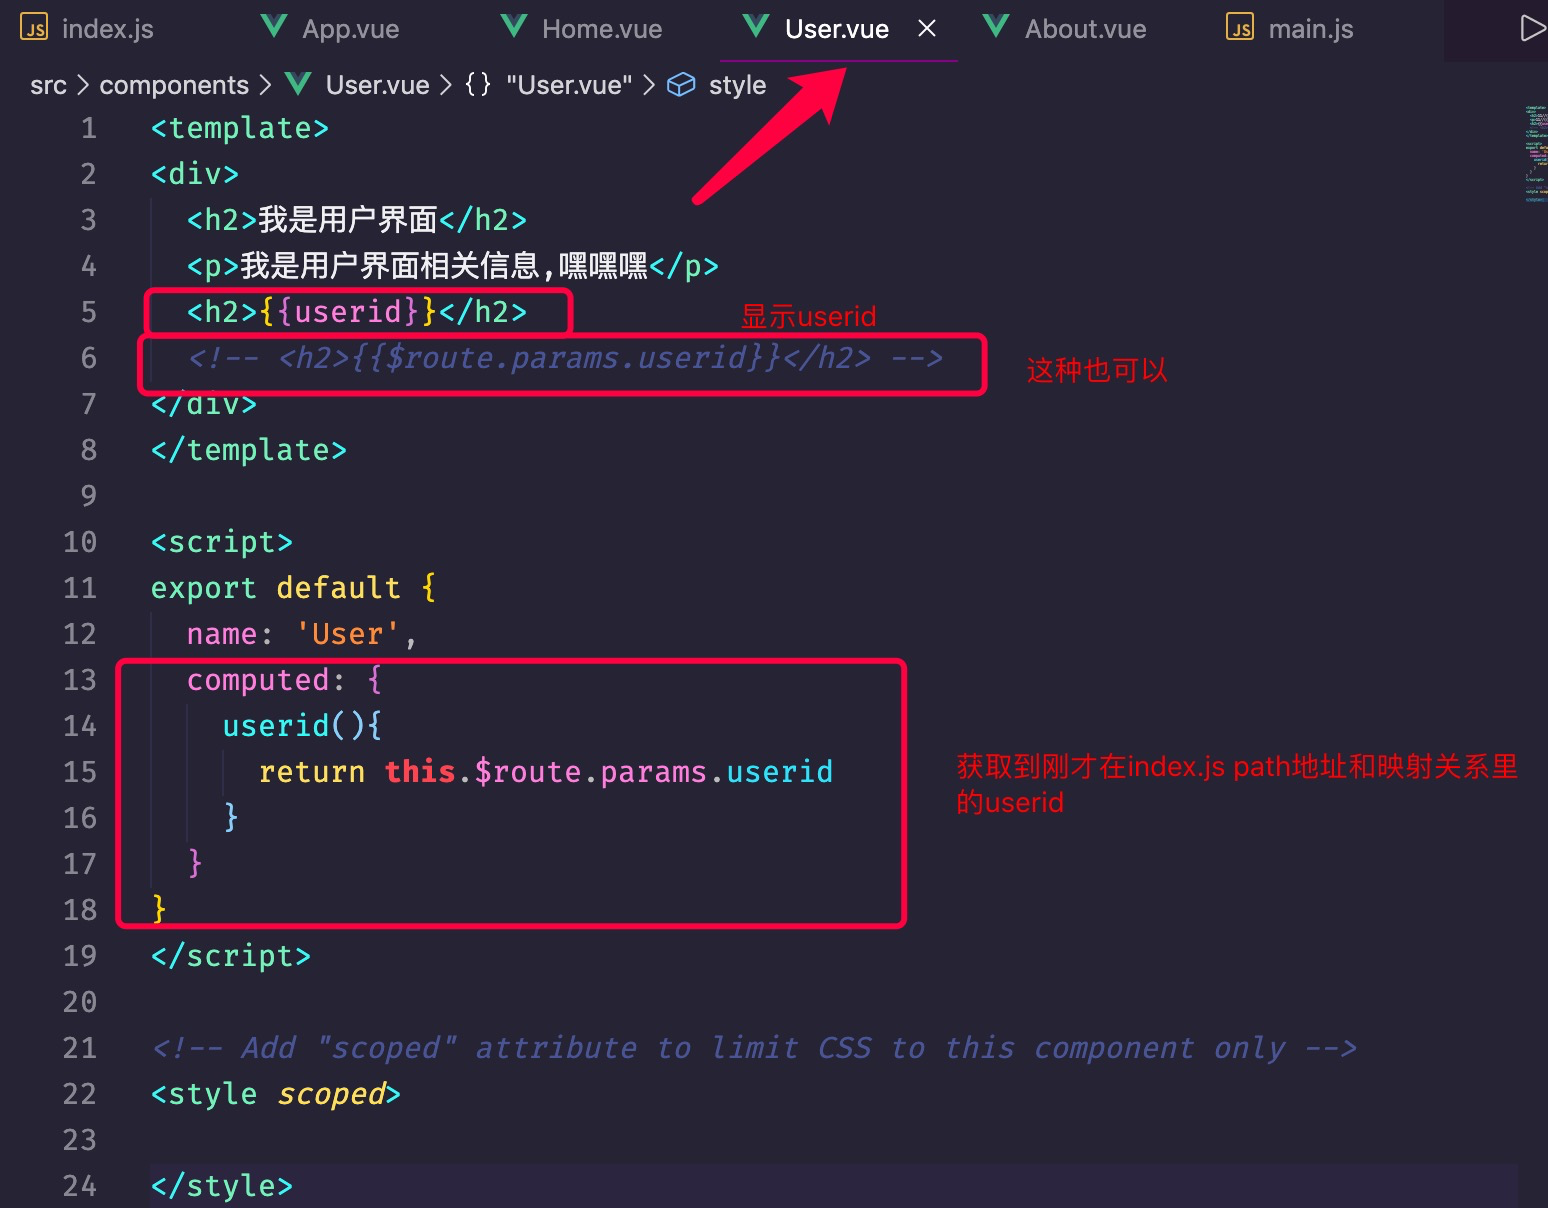 JS index.js App.vue Home.vue User.vue × About.vue JS main.js
src > components > User.vue > {} "User.vue" > style
1 <template>
2 <div>
3 <h2>我是用户界面</h2>
4 <p>我是用户界面相关信息,嘿嘿嘿</p>
5 <h2>{{userid}}</h2> 显示userid
6 <!-- <h2>{{$route.params.userid}}</h2> --> 这种也可以
7 </div>
8 </template>
9
10 <script>
11 export default {
12 name: 'User',
13 computed: {
14 userid(){
15 return this.$route.params.userid
获取到刚才在index.js path地址和映射关系里
的userid
16 }
17 }
18 }
19 </script>
20
21 <!-- Add "scoped" attribute to limit CSS to this component only -->
22 <style scoped>
23
24 </style>